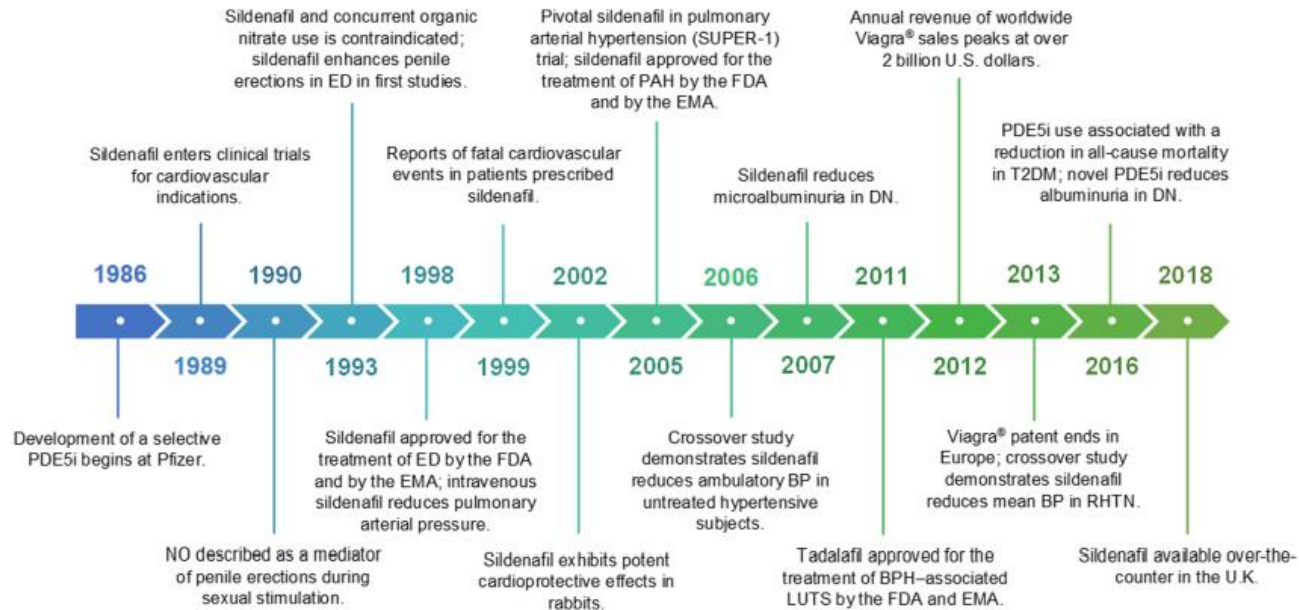 Sildenafil and concurrent organic
nitrate use is contraindicated;
sildenafil enhances penile
erections in ED in first studies.
Pivotal sildenafil in pulmonary
arterial hypertension (SUPER-1)
trial; sildenafil approved for the
treatment of PAH by the FDA
and by the EMA.
Annual revenue of worldwide
Viagra® sales peaks at over
2 billion U.S. dollars.
Sildenafil enters clinical trials
for cardiovascular
indications.
Reports of fatal cardiovascular
events in patients prescribed
sildenafil.
Sildenafil reduces
microalbuminuria in DN.
PDE5i use associated with a
reduction in all-cause mortality
in T2DM; novel PDE5i reduces
albuminuria in DN.
1986
1990
1998
2002
2006
2011
2013
2018
1989
1993
1999
2005
2007
2012
2016
Development of a selective
PDE5i begins at Pfizer.
Sildenafil approved for the
treatment of ED by the FDA
and by the EMA; intravenous
sildenafil reduces pulmonary
arterial pressure.
Crossover study
demonstrates sildenafil
reduces ambulatory BP in
untreated hypertensive
subjects.
Viagra® patent ends in
Europe; crossover study
demonstrates sildenafil
reduces mean BP in RHTN.
NO described as a mediator
of penile erections during
sexual stimulation.
Sildenafil exhibits potent
cardioprotective effects in
rabbits.
Tadalafil approved for the
treatment of BPH–associated
LUTS by the FDA and EMA.
Sildenafil available over-the-
counter in the U.K.